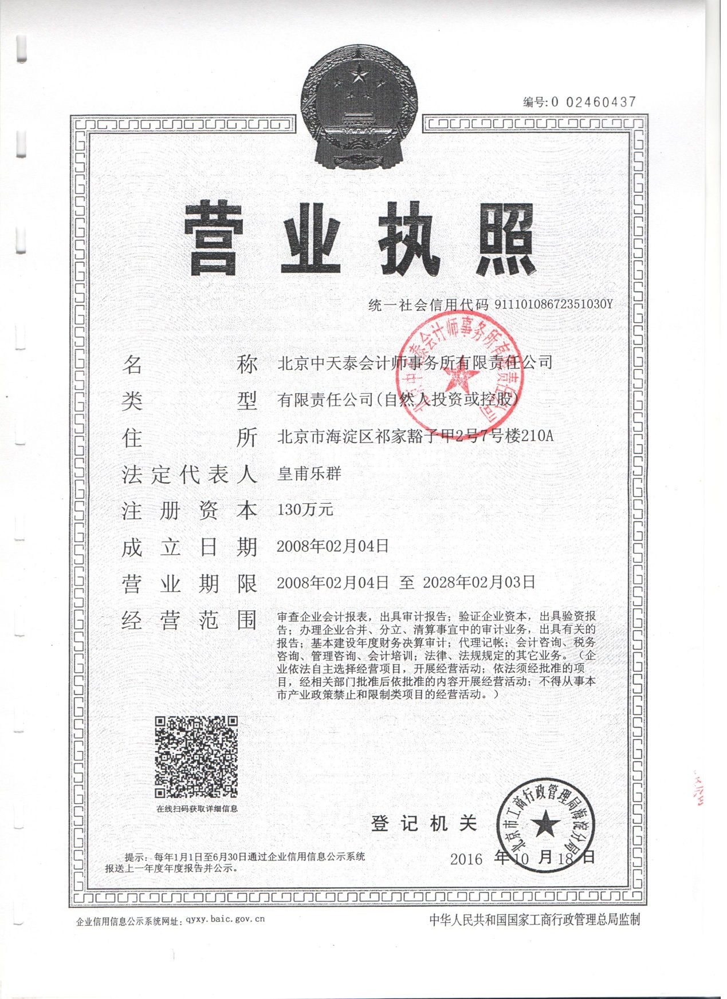 编号:0 02460437
营业执照
统一社会信用代码 91110108672351030Y
名称 北京中天泰会计师事务所有限责任公司
类型 有限责任公司(自然人投资或控股)
住所 北京市海淀区祁家豁子甲2号7号楼210A
法定代表人 皇甫乐群
注册资本 130万元
成立日期 2008年02月04日
营业期限 2008年02月04日 至 2028年02月03日
经营范围 审查企业会计报表，出具审计报告；验证企业资本，出具验资报
告；办理企业合并、分立、清算事宜中的审计业务，出具有关的
报告；基本建设年度财务决算审计；代理记帐；会计咨询、税务
咨询、管理咨询、会计培训；法律、法规规定的其它业务。（企
业依法自主选择经营项目，开展经营活动；依法须经批准的项
目，经相关部门批准后依批准的内容开展经营活动；不得从事本
市产业政策禁止和限制类项目的经营活动。）
北京中天泰会计师事务所有限责任公司
在线扫码获取详细信息
登记机关
北京市工商行政管理局海淀分局
2016 年10 月18 日
提示：每年1月1日至6月30日通过企业信用信息公示系统
报送上一年度年度报告并公示。
企业信用信息公示系统网址：qyxy.baic.gov.cn
中华人民共和国国家工商行政管理总局监制